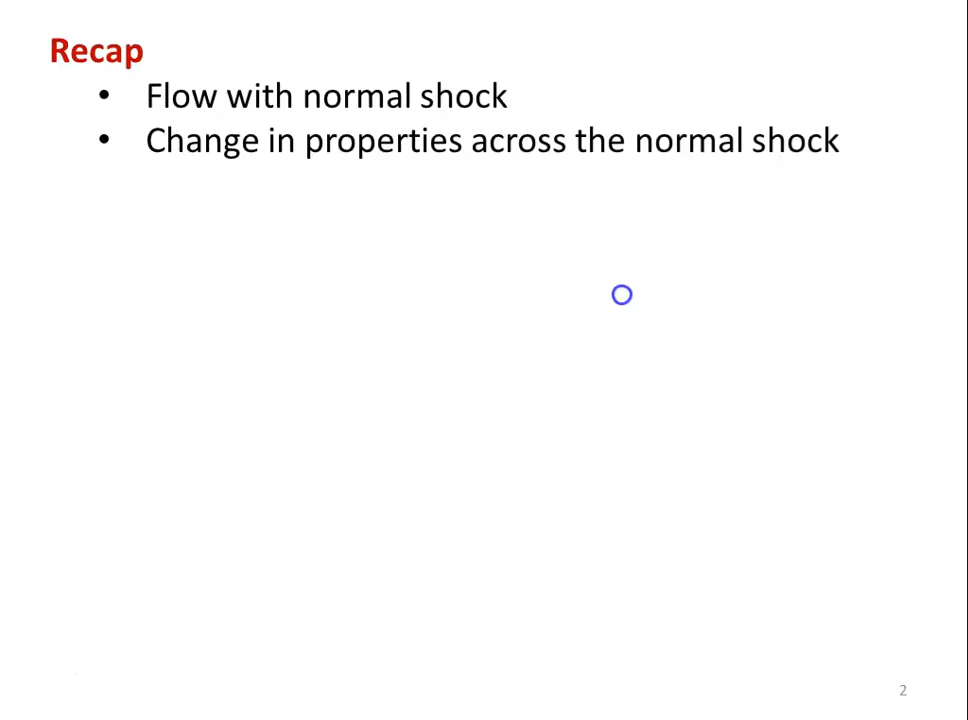 Recap
• Flow with normal shock
• Change in properties across the normal shock
2